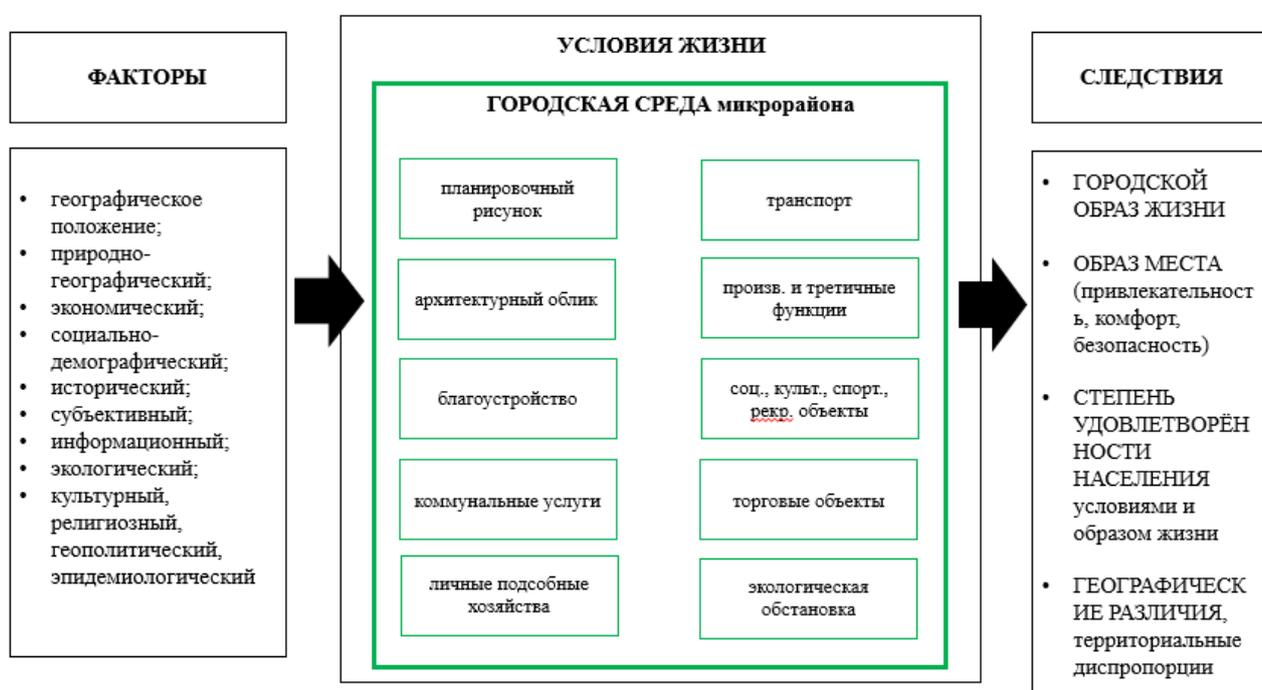 ФАКТОРЫ
• географическое
положение;
• природно-
географический;
• экономический;
• социально-
демографический;
• исторический;
• субъективный;
• информационный;
• экологический;
• культурный,
религиозный,
геополитический,
эпидемиологический
УСЛОВИЯ ЖИЗНИ
ГОРОДСКАЯ СРЕДА микрорайона
планировочный
рисунок
транспорт
архитектурный облик
произв. и третичные
функции
благоустройство
соц., культ., спорт.,
рекр. объекты
коммунальные услуги
торговые объекты
личные подсобные
хозяйства
экологическая
обстановка
СЛЕДСТВИЯ
• ГОРОДСКОЙ
ОБРАЗ ЖИЗНИ
• ОБРАЗ МЕСТА
(привлекательност
ь, комфорт,
безопасность)
• СТЕПЕНЬ
УДОВЛЕТВОРЁН
НОСТИ
НАСЕЛЕНИЯ
условиями и
образом жизни
• ГЕОГРАФИЧЕСК
ИЕ РАЗЛИЧИЯ,
территориальные
диспропорции